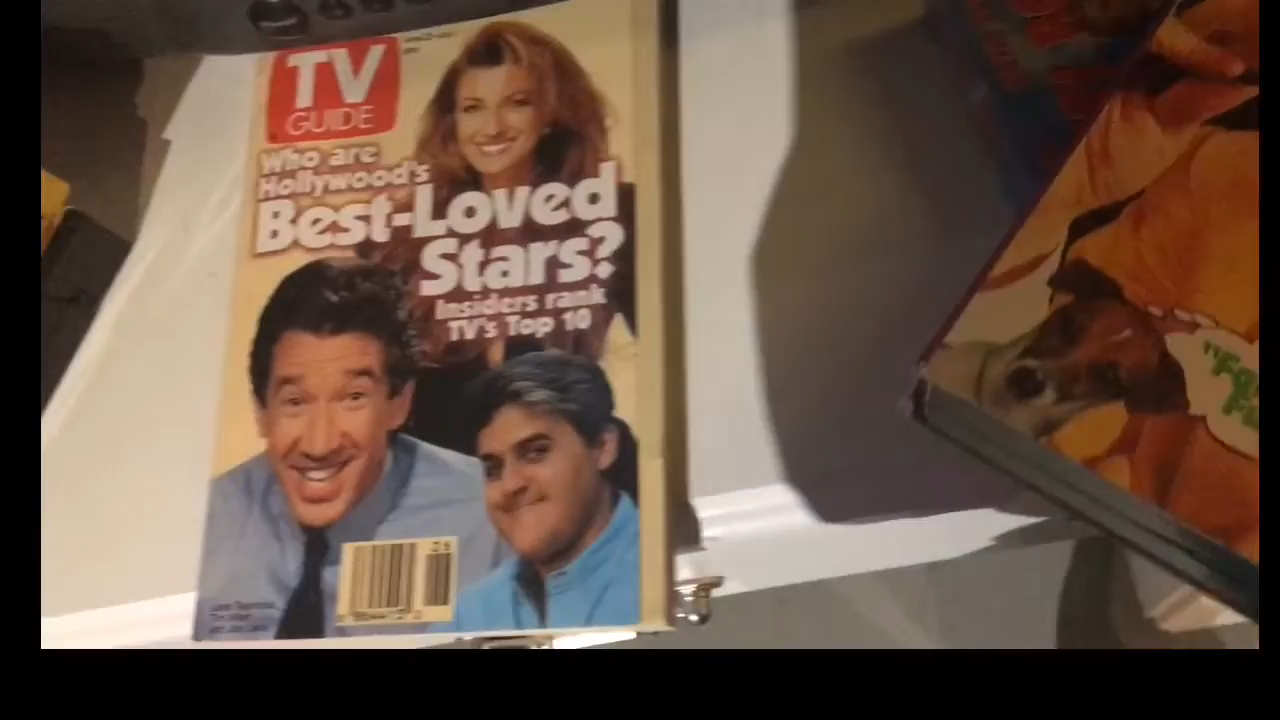 TV
GUIDE
Who are
Hollywood's
Best-Loved
Stars?
Insiders rank
TV's Top 10